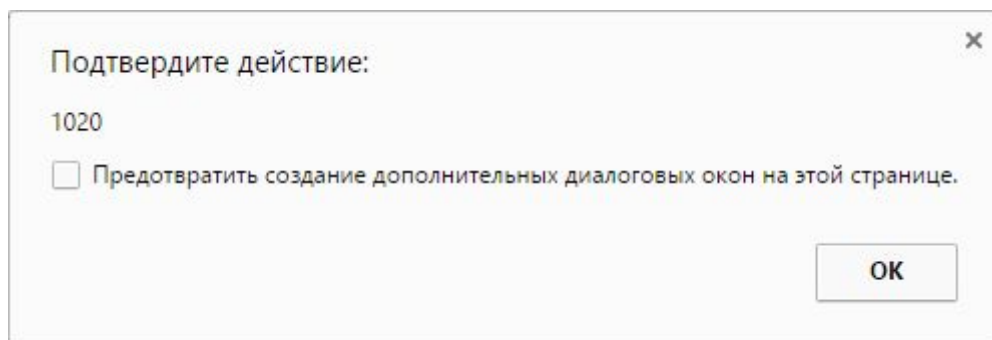 Подтвердите действие:
1020
Предотвратить создание дополнительных диалоговых окон на этой странице.
OK